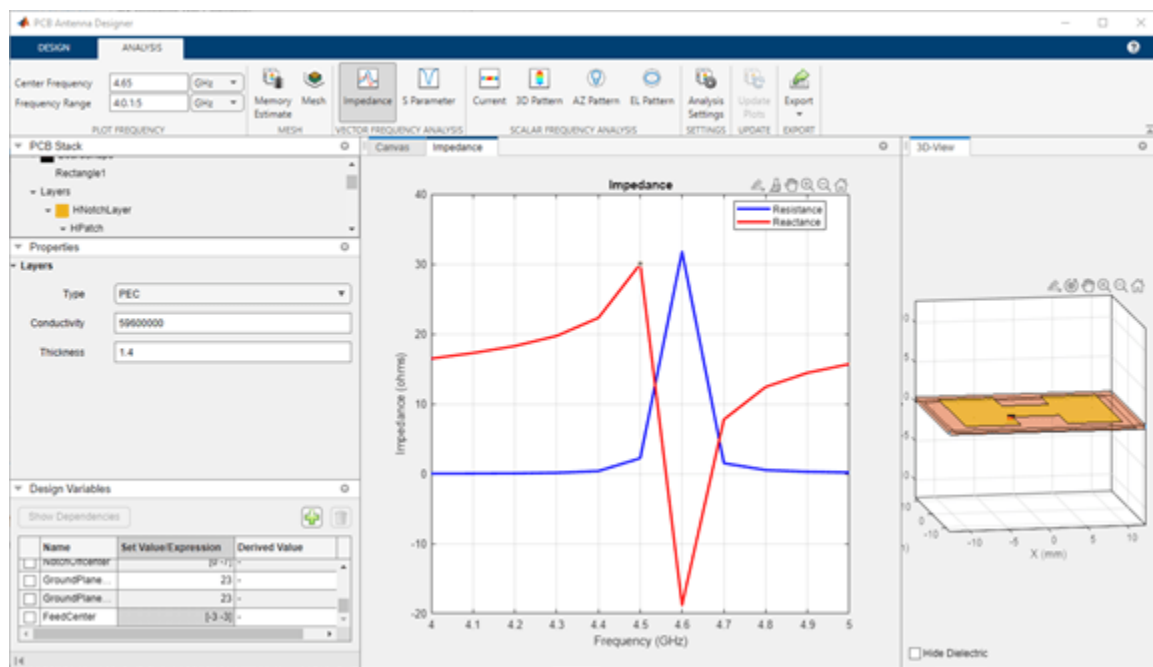 PCB Antenna Designer
DESIGN ANALYSIS
Center Frequency 4.65 GHz
Frequency Range 4:0.1:5 GHz
PLOT FREQUENCY
Memory Estimate
Mesh
MESH
Impedance
S Parameter
VECTOR FREQUENCY ANALYSIS
Current
3D Pattern
AZ Pattern
EL Pattern
SCALAR FREQUENCY ANALYSIS
Analysis Settings
SETTINGS
Update Plots
UPDATE
Export
EXPORT
PCB Stack
Rectangle1
Layers
HNotchLayer
HPatch
Properties
Layers
Type PEC
Conductivity 59600000
Thickness 1.4
Design Variables
Show Dependencies
Name Set Value/Expression Derived Value
GroundPlane... 23 -
GroundPlane... 23 -
FeedCenter [-3 -3] -
Canvas Impedance
Impedance
Resistance
Reactance
40
30
20
10
0
-10
-20
Impedance (ohms)
4 4.1 4.2 4.3 4.4 4.5 4.6 4.7 4.8 4.9 5
Frequency (GHz)
3D-View
-10 -5 0 5 10
X (mm)
Hide Dielectric